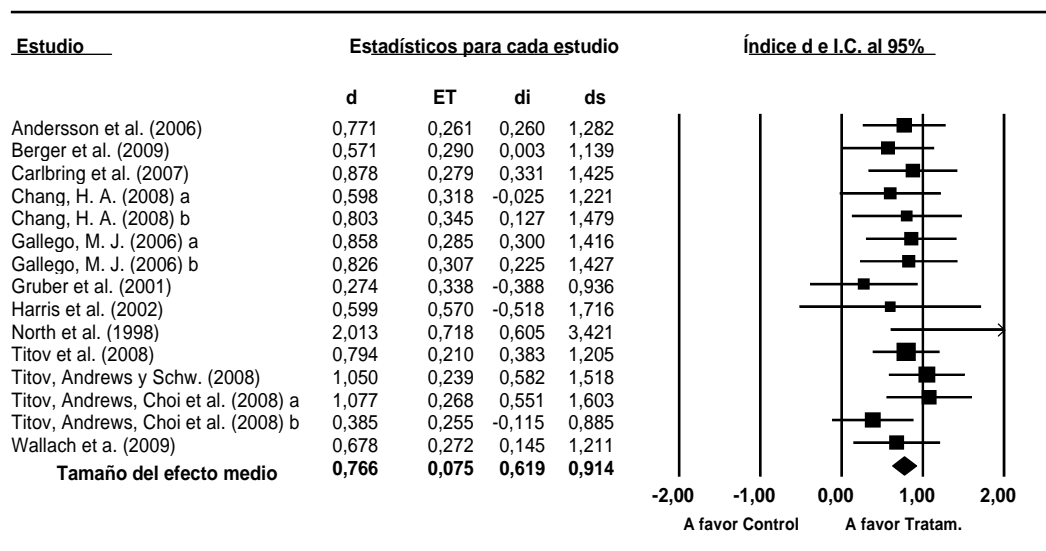 Estudio Estadísticos para cada estudio Índice d e I.C. al 95%
d ET di ds
Andersson et al. (2006) 0,771 0,261 0,260 1,282
Berger et al. (2009) 0,571 0,290 0,003 1,139
Carlbring et al. (2007) 0,878 0,279 0,331 1,425
Chang, H. A. (2008) a 0,598 0,318 -0,025 1,221
Chang, H. A. (2008) b 0,803 0,345 0,127 1,479
Gallego, M. J. (2006) a 0,858 0,285 0,300 1,416
Gallego, M. J. (2006) b 0,826 0,307 0,225 1,427
Gruber et al. (2001) 0,274 0,338 -0,388 0,936
Harris et al. (2002) 0,599 0,570 -0,518 1,716
North et al. (1998) 2,013 0,718 0,605 3,421
Titov et al. (2008) 0,794 0,210 0,383 1,205
Titov, Andrews y Schw. (2008) 1,050 0,239 0,582 1,518
Titov, Andrews, Choi et al. (2008) a 1,077 0,268 0,551 1,603
Titov, Andrews, Choi et al. (2008) b 0,385 0,255 -0,115 0,885
Wallach et a. (2009) 0,678 0,272 0,145 1,211
Tamaño del efecto medio 0,766 0,075 0,619 0,914
-2,00 -1,00 0,00 1,00 2,00
A favor Control A favor Tratam.